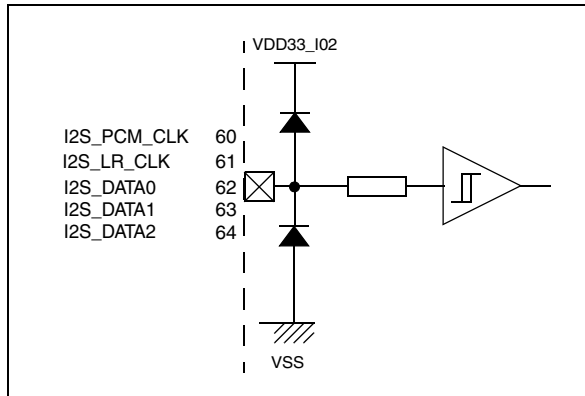 VDD33_I02
I2S_PCM_CLK 60
I2S_LR_CLK 61
I2S_DATA0 62
I2S_DATA1 63
I2S_DATA2 64
VSS